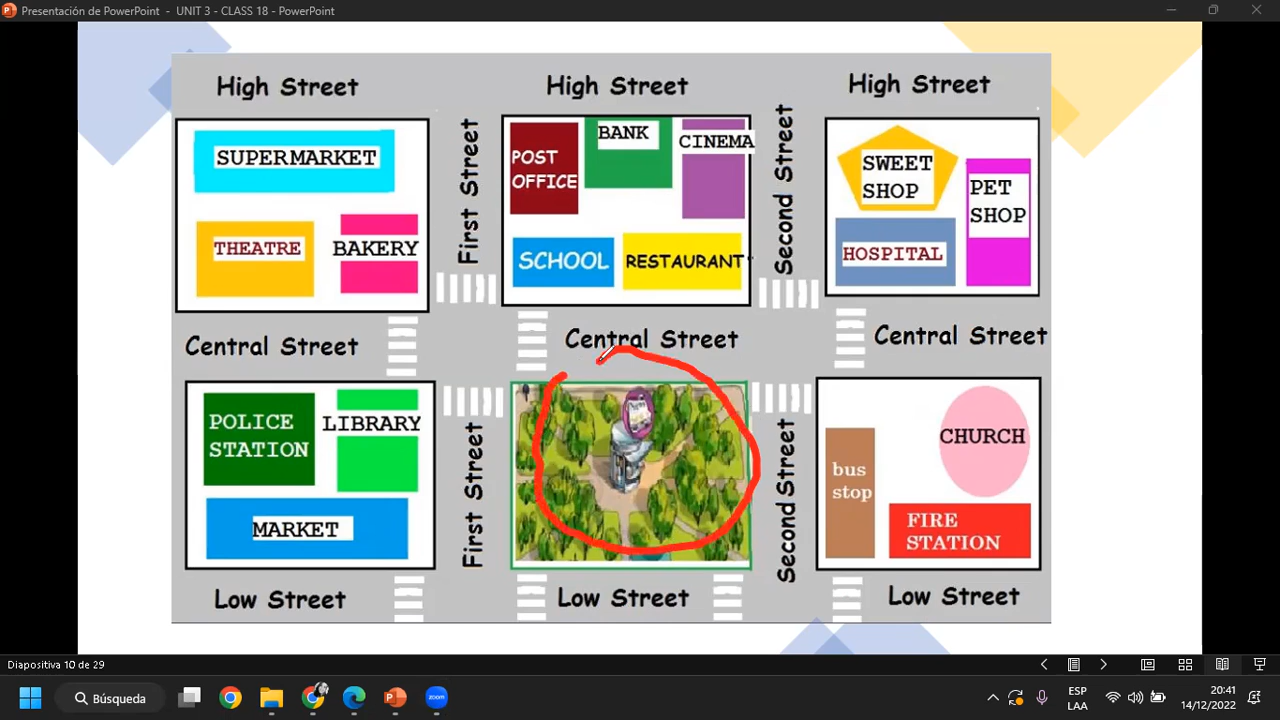 Presentación de PowerPoint - UNIT 3 - CLASS 18 - PowerPoint
High Street
High Street
High Street
SUPERMARKET
THEATRE
BAKERY
First Street
POST
OFFICE
BANK
CINEMA
SCHOOL
RESTAURANT
Second Street
SWEET
SHOP
PET
SHOP
HOSPITAL
Central Street
Central Street
Central Street
POLICE
STATION
LIBRARY
MARKET
First Street
Second Street
bus
stop
CHURCH
FIRE
STATION
Low Street
Low Street
Low Street
Diapositiva 10 de 29
Búsqueda
zoom
ESP
LAA
20:41
14/12/2022